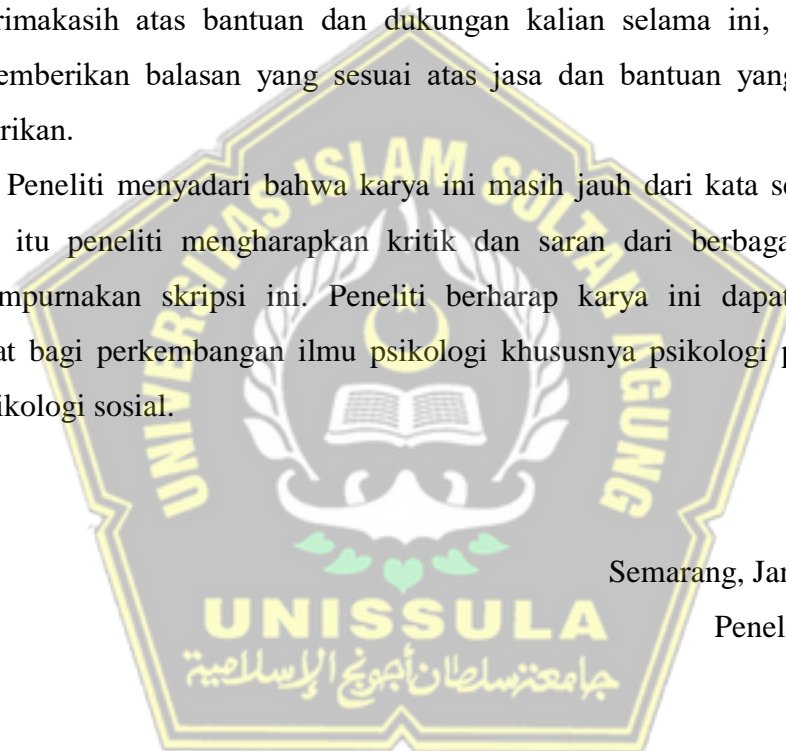 rimakasih atas bantuan dan dukungan kalian selama ini,
emberikan balasan yang sesuai atas jasa dan bantuan yang
rikan.
Peneliti menyadari bahwa karya ini masih jauh dari kata se
itu peneliti mengharapkan kritik dan saran dari berbaga
mpurnakan skripsi ini. Peneliti berharap karya ini dapat
at bagi perkembangan ilmu psikologi khususnya psikologi p
ikologi sosial.
Semarang, Jan
Penel
UNIVERSITAS ISLAM SULTAN AGUNG
UNISSULA
جامعتسلطان أجونج الإسلامية